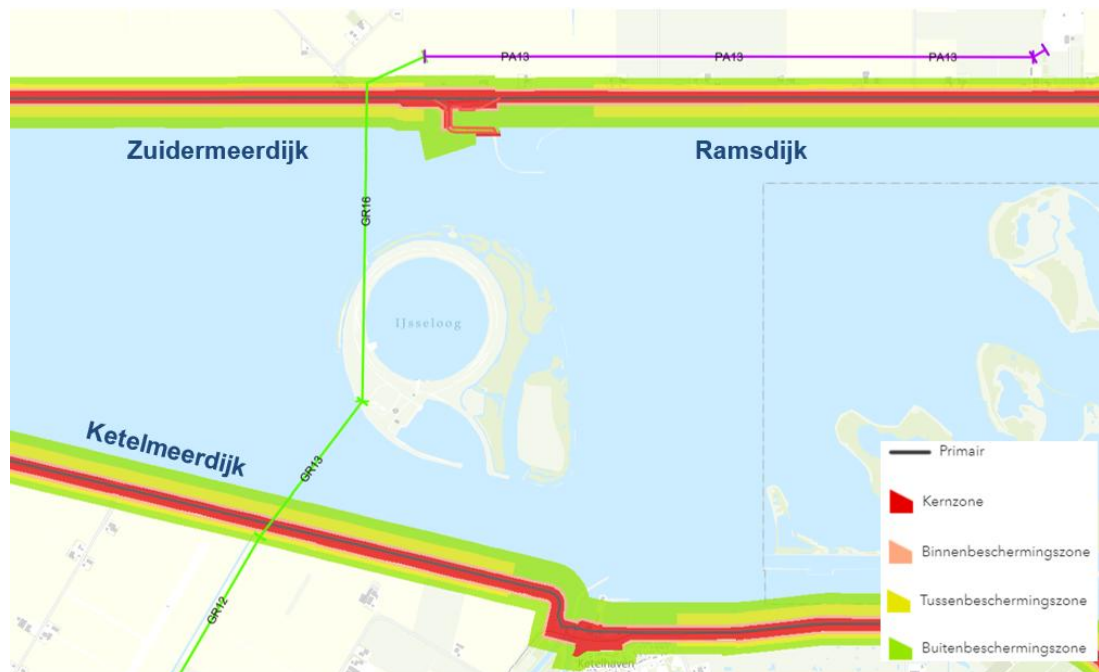 PA13 PA13 PA13
Zuidermeerdijk Ramsdijk
GR16
IJsseloog
Ketelmeerdijk
GR13
GR12
Ketelhaven
Primair
Kernzone
Binnenbeschermingszone
Tussenbeschermingszone
Buitenbeschermingszone